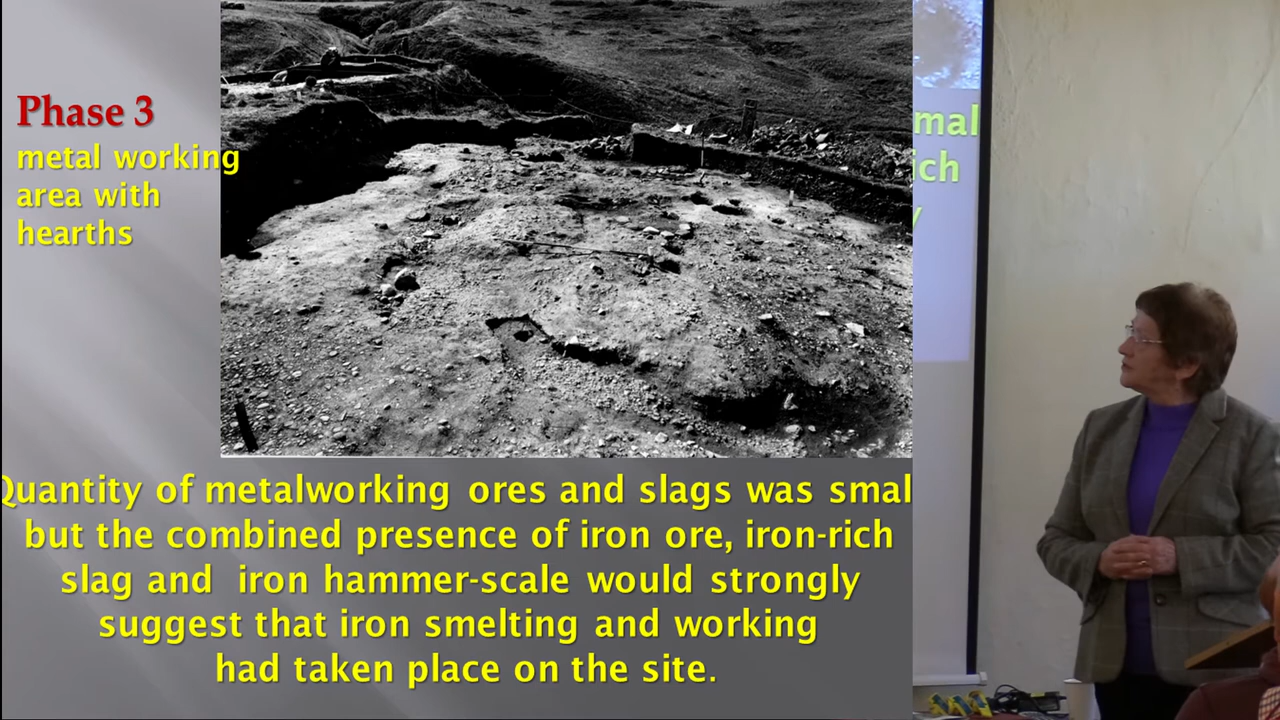 Phase 3
metal working
area with
hearths
Quantity of metalworking ores and slags was smal
but the combined presence of iron ore, iron-rich
slag and iron hammer-scale would strongly
suggest that iron smelting and working
had taken place on the site.
mal
ich
y